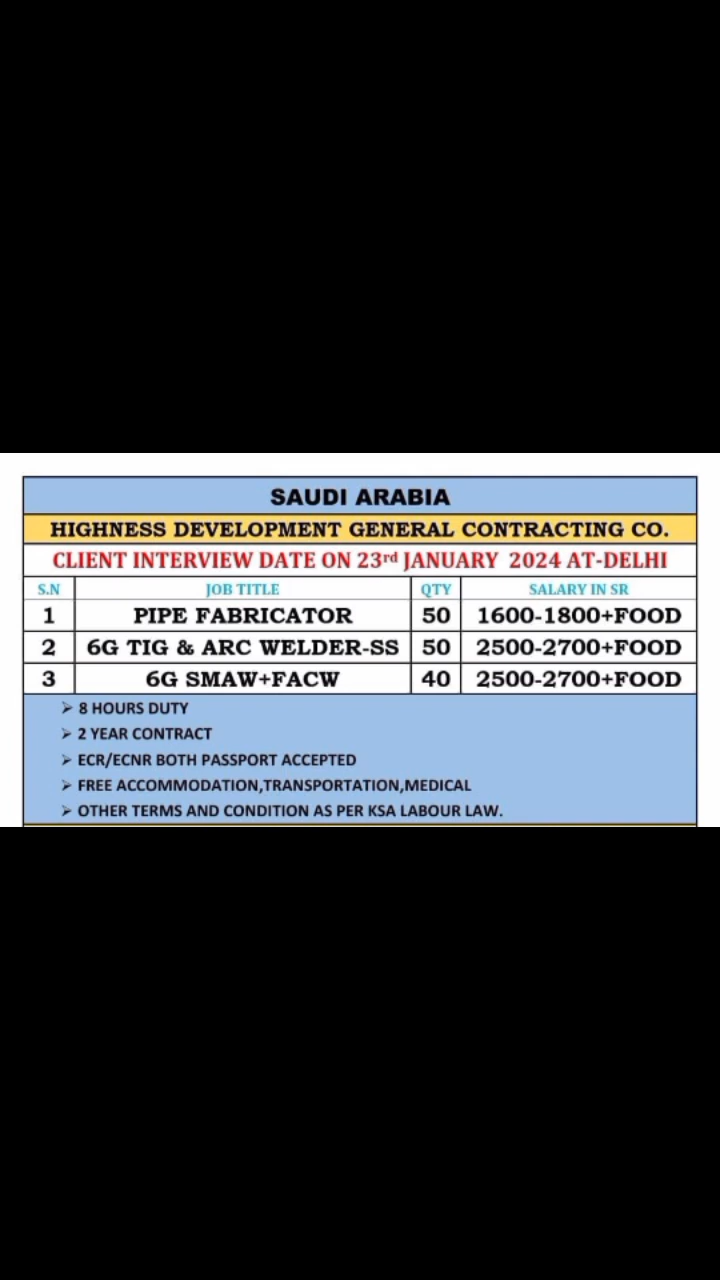 SAUDI ARABIA
HIGHNESS DEVELOPMENT GENERAL CONTRACTING CO.
CLIENT INTERVIEW DATE ON 23rd JANUARY 2024 AT-DELHI
S.N JOB TITLE QTY SALARY IN SR
1 PIPE FABRICATOR 50 1600-1800+FOOD
2 6G TIG & ARC WELDER-SS 50 2500-2700+FOOD
3 6G SMAW+FACW 40 2500-2700+FOOD
➢ 8 HOURS DUTY
➢ 2 YEAR CONTRACT
➢ ECR/ECNR BOTH PASSPORT ACCEPTED
➢ FREE ACCOMMODATION,TRANSPORTATION,MEDICAL
➢ OTHER TERMS AND CONDITION AS PER KSA LABOUR LAW.